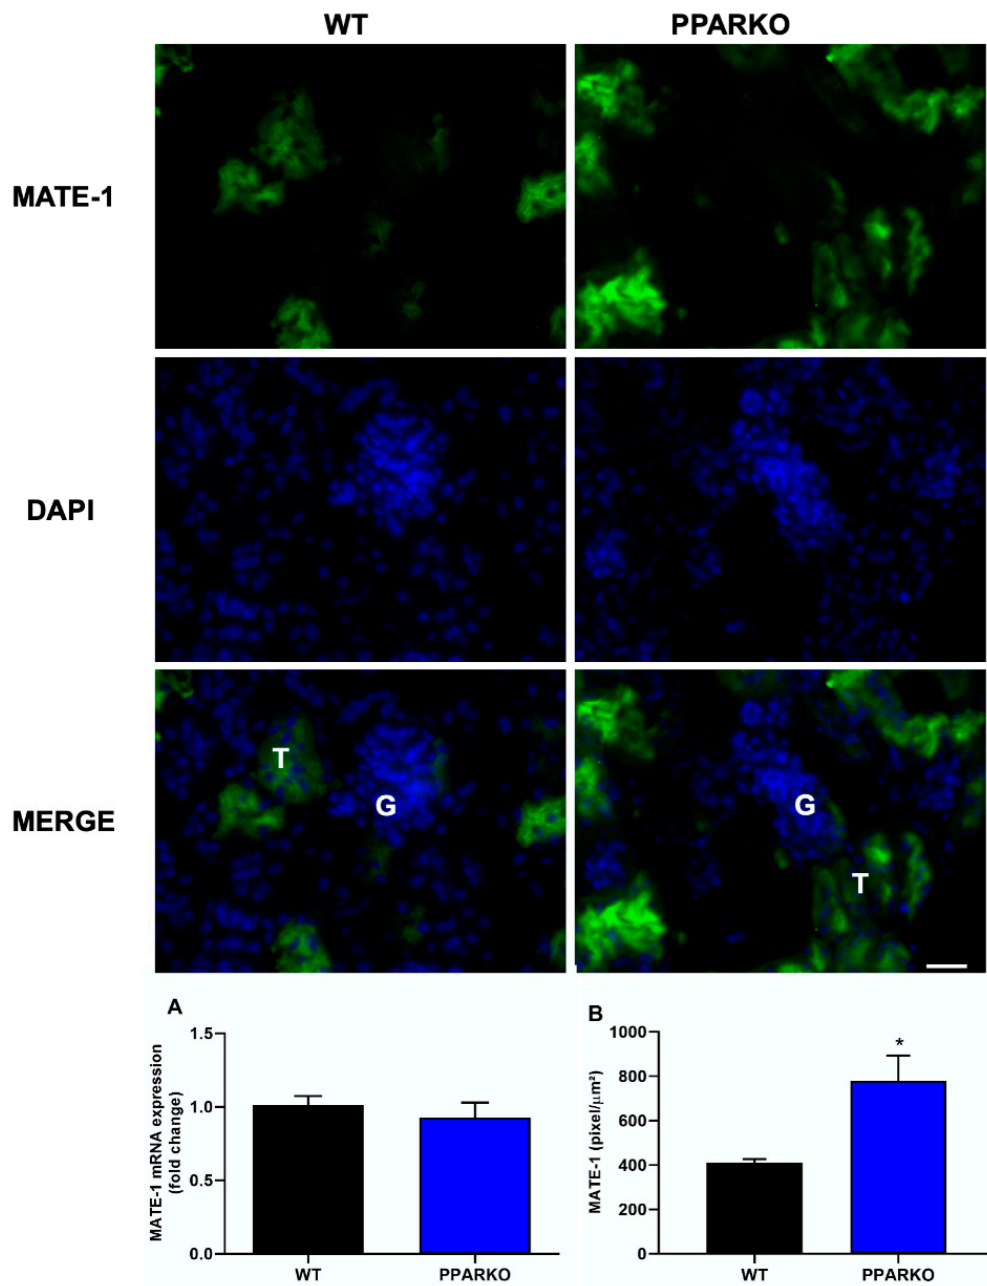 WT PPARKO
MATE-1
DAPI
MERGE
T
G
G
T
A
MATE-1 mRNA expression
(fold change)
1.5
1.0
0.5
0.0
WT PPARKO
B
MATE-1 (pixel/μm²)
1000
800
600
400
200
0
*
WT PPARKO